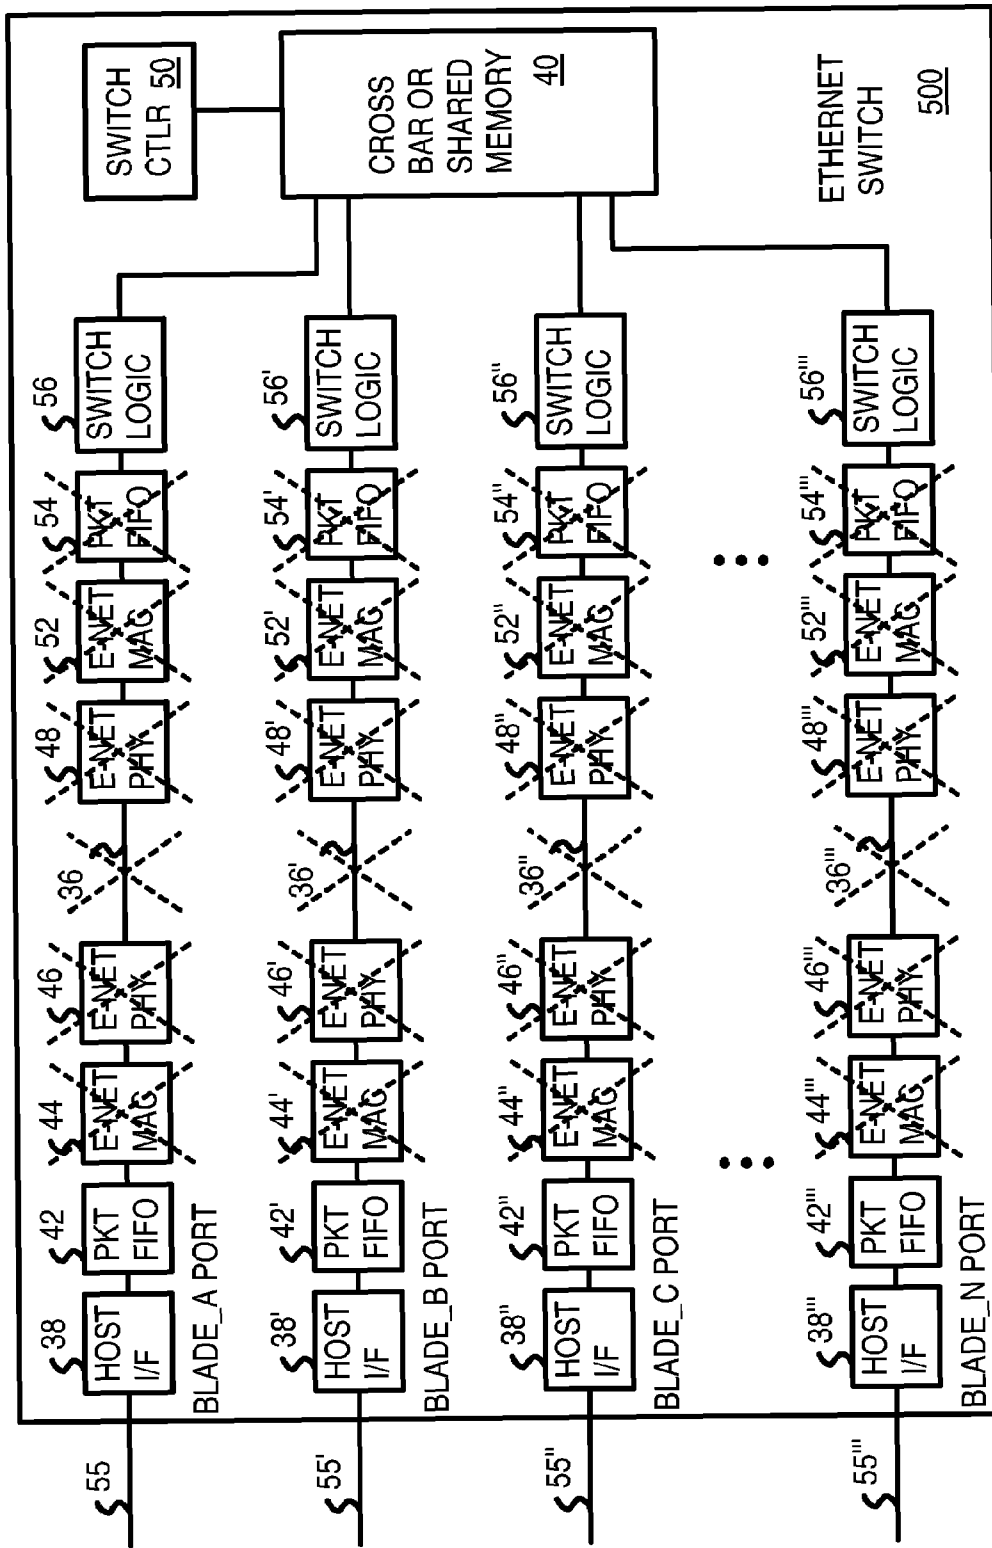 55
38
HOST
I/F
42
PKT
FIFO
44
E-NET
MAC
46
E-NET
PHY
36
48
E-NET
PHY
52
E-NET
MAC
54
PKT
FIFO
56
SWITCH
LOGIC
SWITCH
CTLR 50
BLADE_A PORT
55'
38'
HOST
I/F
42'
PKT
FIFO
44'
E-NET
MAC
46'
E-NET
PHY
36'
48'
E-NET
PHY
52'
E-NET
MAC
54'
PKT
FIFO
56'
SWITCH
LOGIC
CROSS
BAR OR
SHARED
MEMORY
40
BLADE_B PORT
55"
38"
HOST
I/F
42"
PKT
FIFO
44"
E-NET
MAC
46"
E-NET
PHY
36"
48"
E-NET
PHY
52"
E-NET
MAC
54"
PKT
FIFO
56"
SWITCH
LOGIC
BLADE_C PORT
•••
•••
ETHERNET
SWITCH
500
55'''
38'''
HOST
I/F
42'''
PKT
FIFO
44'''
E-NET
MAC
46'''
E-NET
PHY
36'''
48'''
E-NET
PHY
52'''
E-NET
MAC
54'''
PKT
FIFO
56'''
SWITCH
LOGIC
BLADE_N PORT